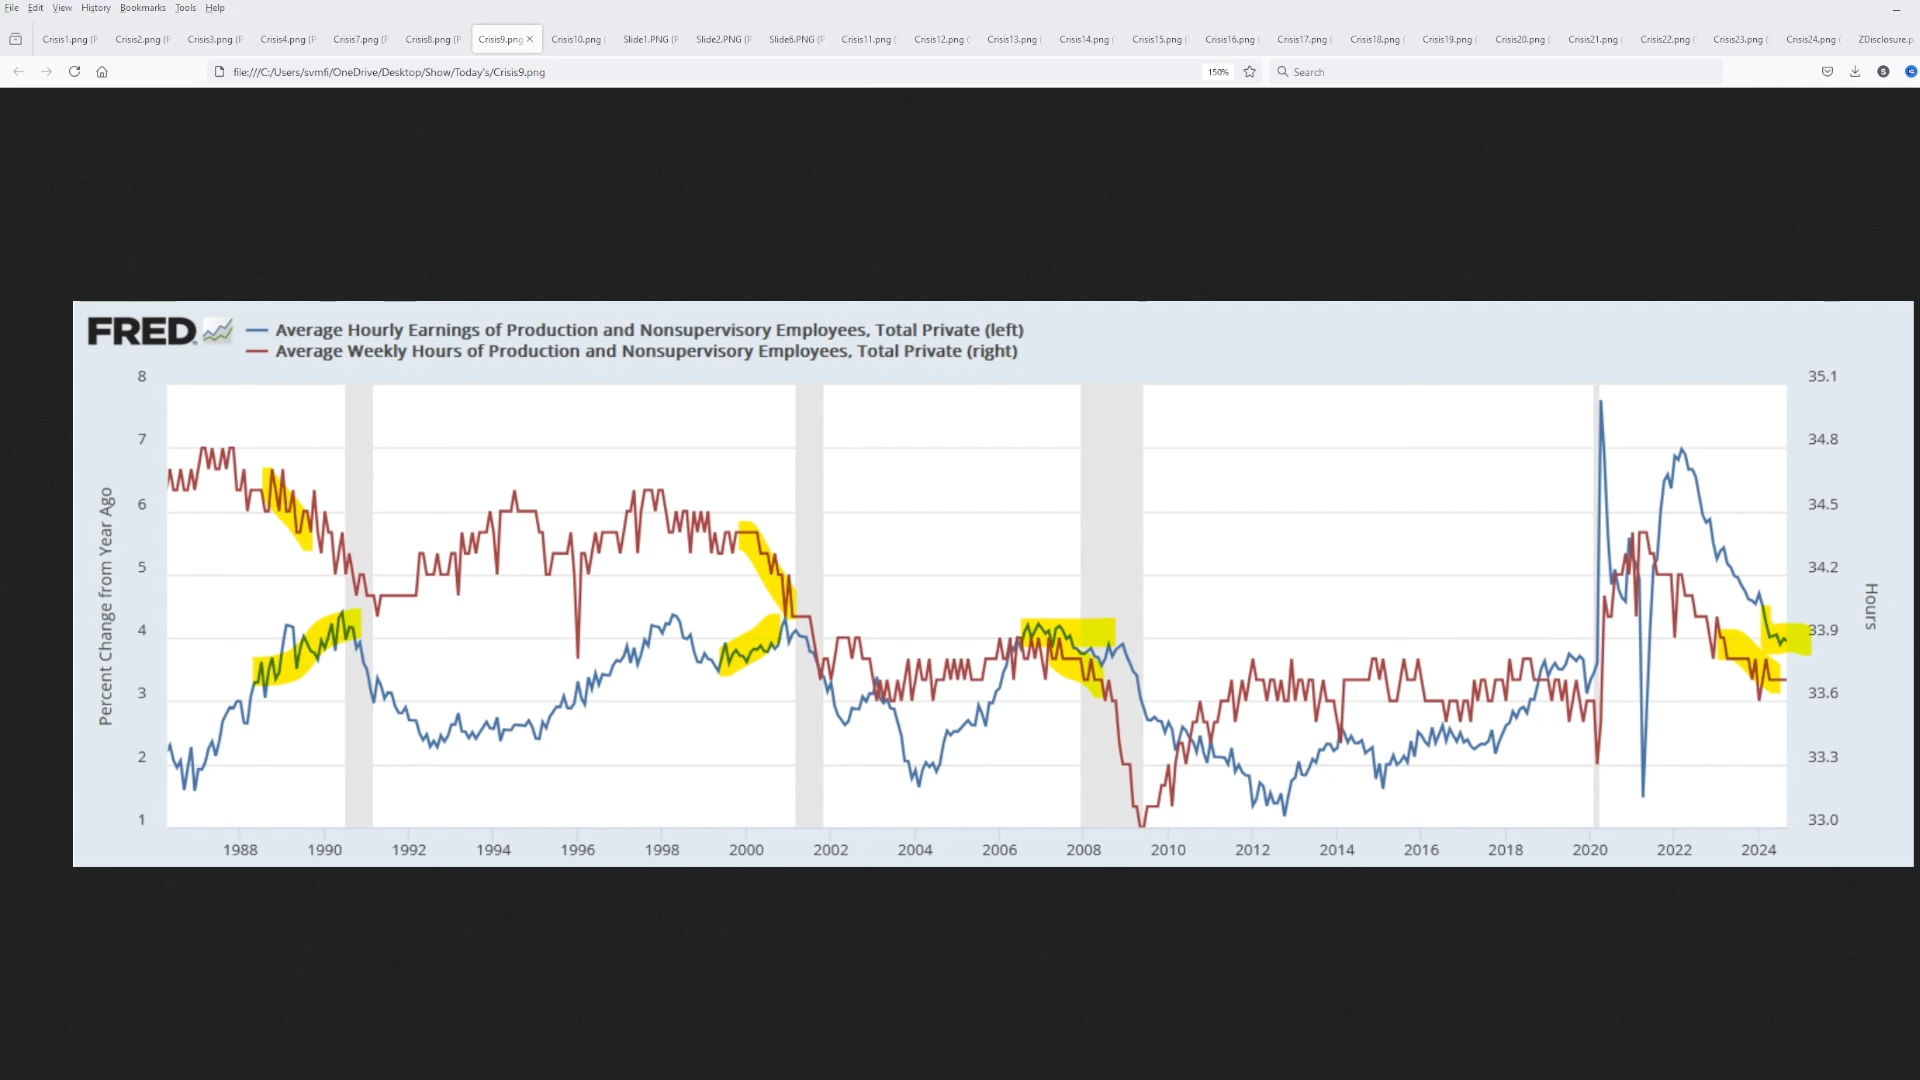 File Edit View History Bookmarks Tools Help
Crisis1.png (P Crisis2.png (P Crisis3.png (P Crisis4.png (P Crisis7.png (P Crisis8.png (P Crisis9.png Crisis10.png ( Slide1.PNG (P Slide2.PNG (P Slide6.PNG (P Crisis11.png ( Crisis12.png ( Crisis13.png ( Crisis14.png ( Crisis15.png ( Crisis16.png ( Crisis17.png ( Crisis18.png ( Crisis19.png ( Crisis20.png ( Crisis21.png ( Crisis22.png ( Crisis23.png ( Crisis24.png ( ZDisclosure.p
file:///C:/Users/svmfi/OneDrive/Desktop/Show/Today's/Crisis9.png 150% Search S
FRED
Average Hourly Earnings of Production and Nonsupervisory Employees, Total Private (left)
Average Weekly Hours of Production and Nonsupervisory Employees, Total Private (right)
8 35.1
7 34.8
6 34.5
5 34.2
4 33.9
3 33.6
2 33.3
1 33.0
Percent Change from Year Ago
Hours
1988 1990 1992 1994 1996 1998 2000 2002 2004 2006 2008 2010 2012 2014 2016 2018 2020 2022 2024